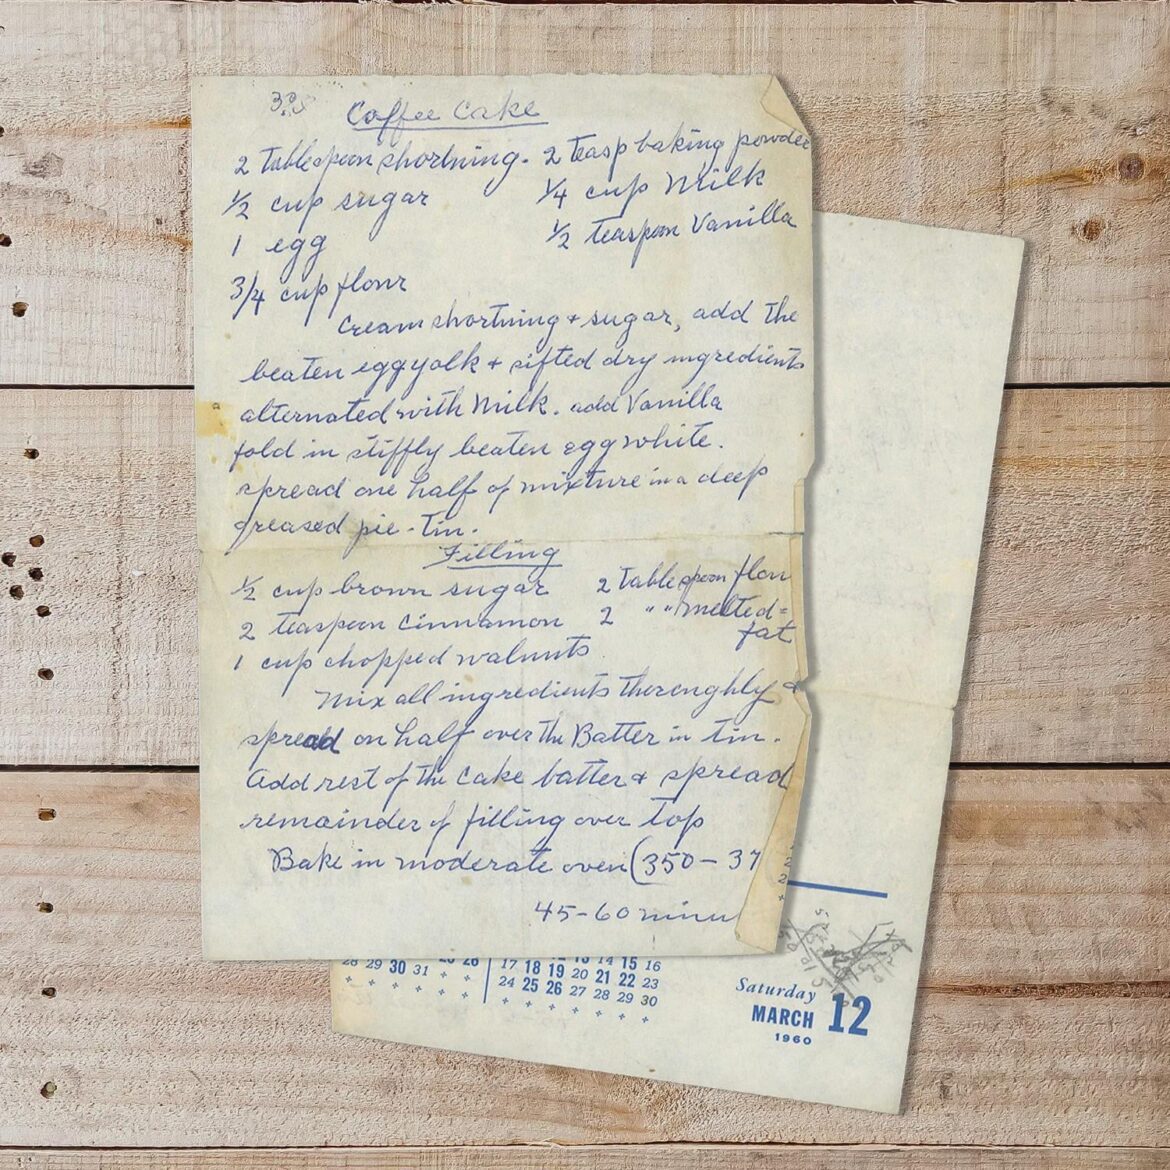 Coffee Cake
2 tablespoon shortning. 2 teasp baking powder
½ cup sugar ¼ cup Milk
1 egg ½ teaspoon Vanilla
3/4 cup flour
Cream shortning + sugar, add the
beaten egg yolk + sifted dry ingredients
alternated with Milk. add Vanilla
fold in stiffly beaten egg white.
spread one half of mixture in a deep
greased pie-tin.
Filling
½ cup brown sugar 2 tablespoon flou
2 teaspoon Cinnamon 2 " " melted=
fat
1 cup chopped walnuts
Mix all ingredients thoroughly +
spread on half over the Batter in tin.
Add rest of the cake batter & spread
remainder of filling over top
Bake in moderate oven (350 - 37
45-60 minu
28 29 30 31 17 18 19 20 21 22 23
24 25 26 27 28 29 30
Saturday
MARCH 12
1960